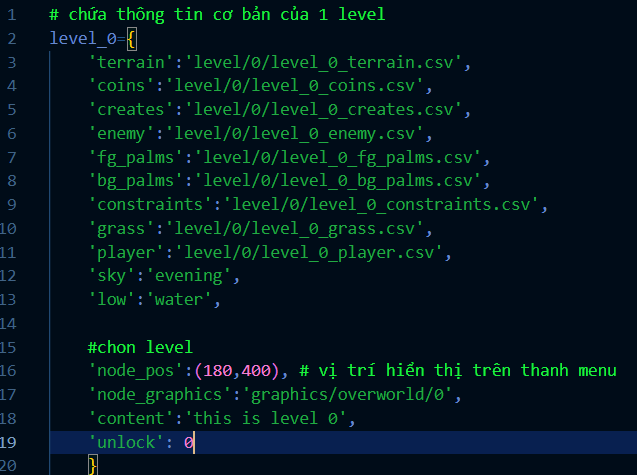 1 # chứa thông tin cơ bản của 1 level
2 level_0={
3 'terrain':'level/0/level_0_terrain.csv',
4 'coins':'level/0/level_0_coins.csv',
5 'creates':'level/0/level_0_creates.csv',
6 'enemy':'level/0/level_0_enemy.csv',
7 'fg_palms':'level/0/level_0_fg_palms.csv',
8 'bg_palms':'level/0/level_0_bg_palms.csv',
9 'constraints':'level/0/level_0_constraints.csv',
10 'grass':'level/0/level_0_grass.csv',
11 'player':'level/0/level_0_player.csv',
12 'sky':'evening',
13 'low':'water',
14
15 #chon level
16 'node_pos':(180,400), # vị trí hiển thị trên thanh menu
17 'node_graphics':'graphics/overworld/0',
18 'content':'this is level 0',
19 'unlock': 0
20 }